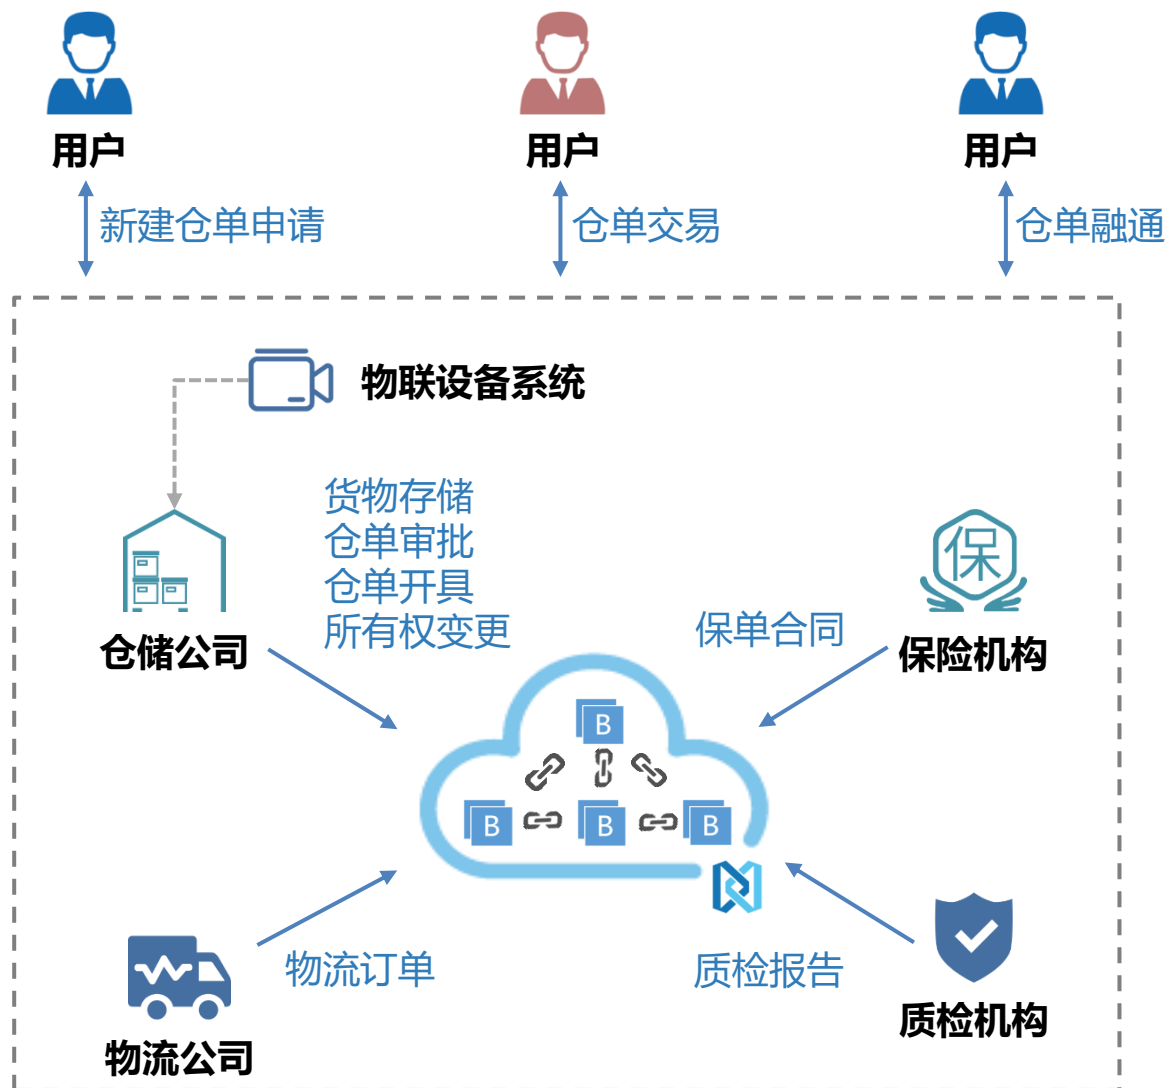 用户
用户
用户
新建仓单申请
仓单交易
仓单融通
物联设备系统
货物存储
仓单审批
仓单开具
所有权变更
保
仓储公司
保单合同
保险机构
B
B
B
B
物流订单
质检报告
物流公司
质检机构